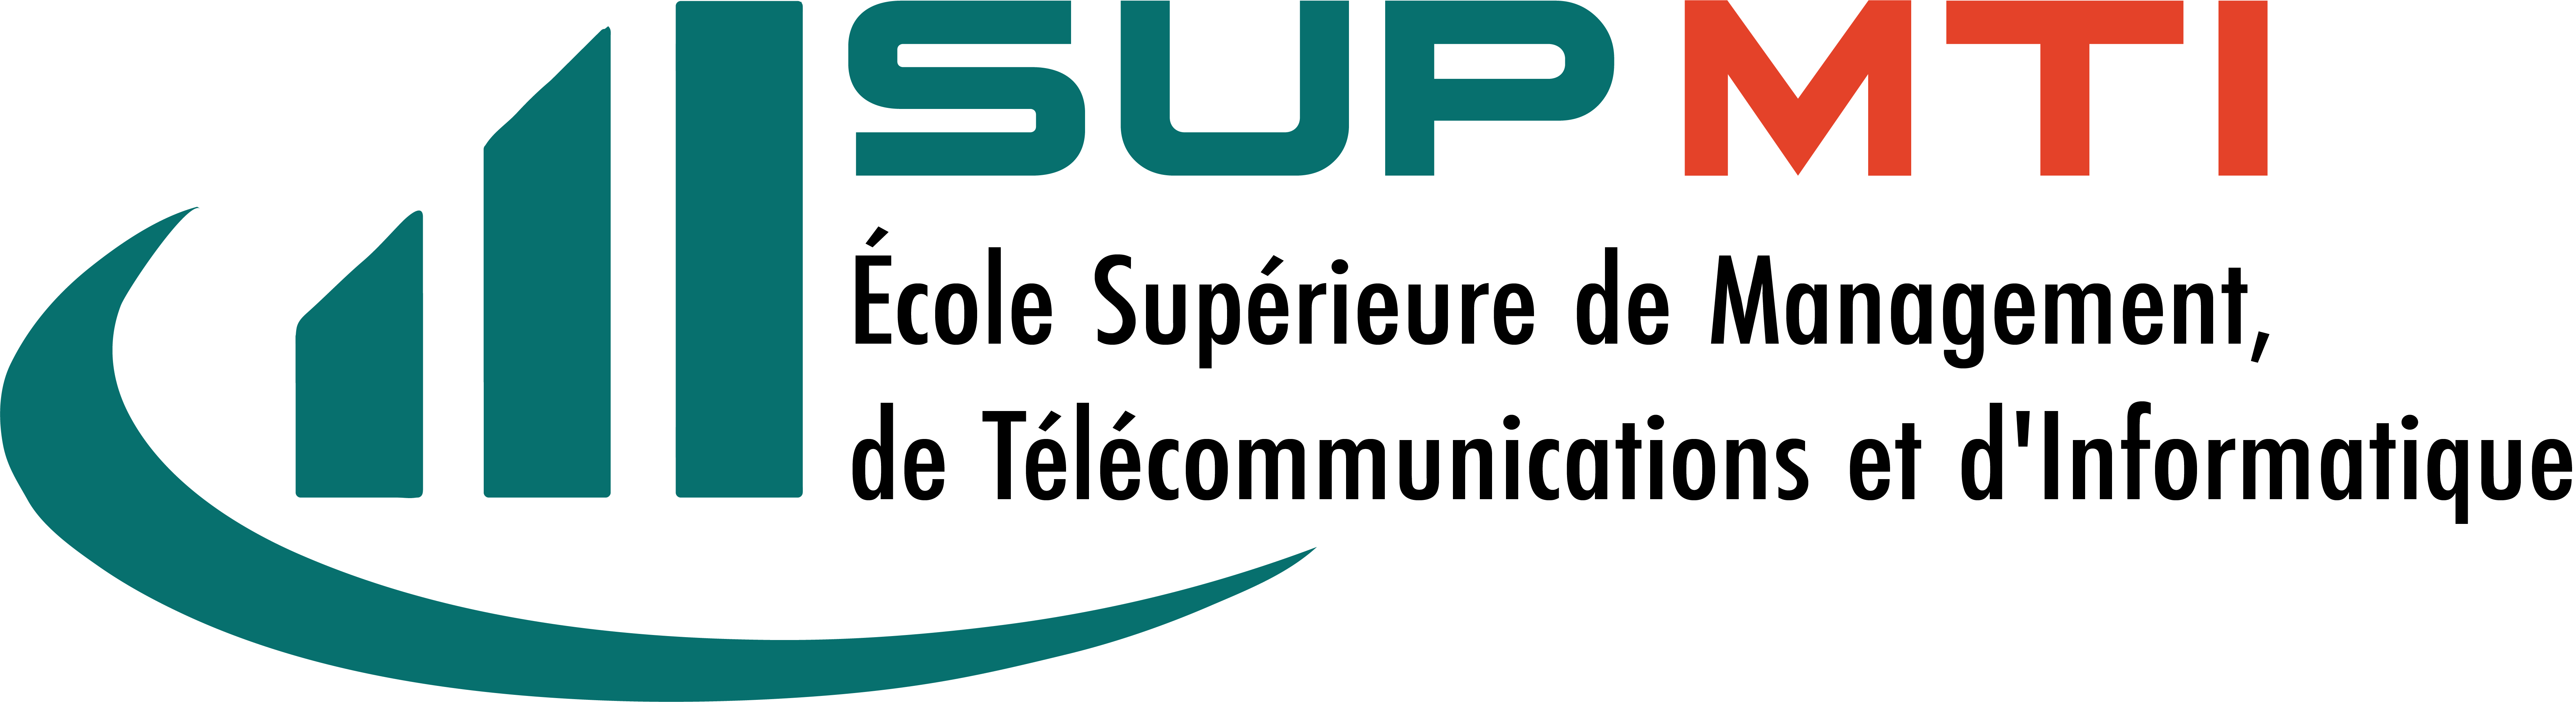 SUP MTI
École Supérieure de Management,
de Télécommunications et d'Informatique